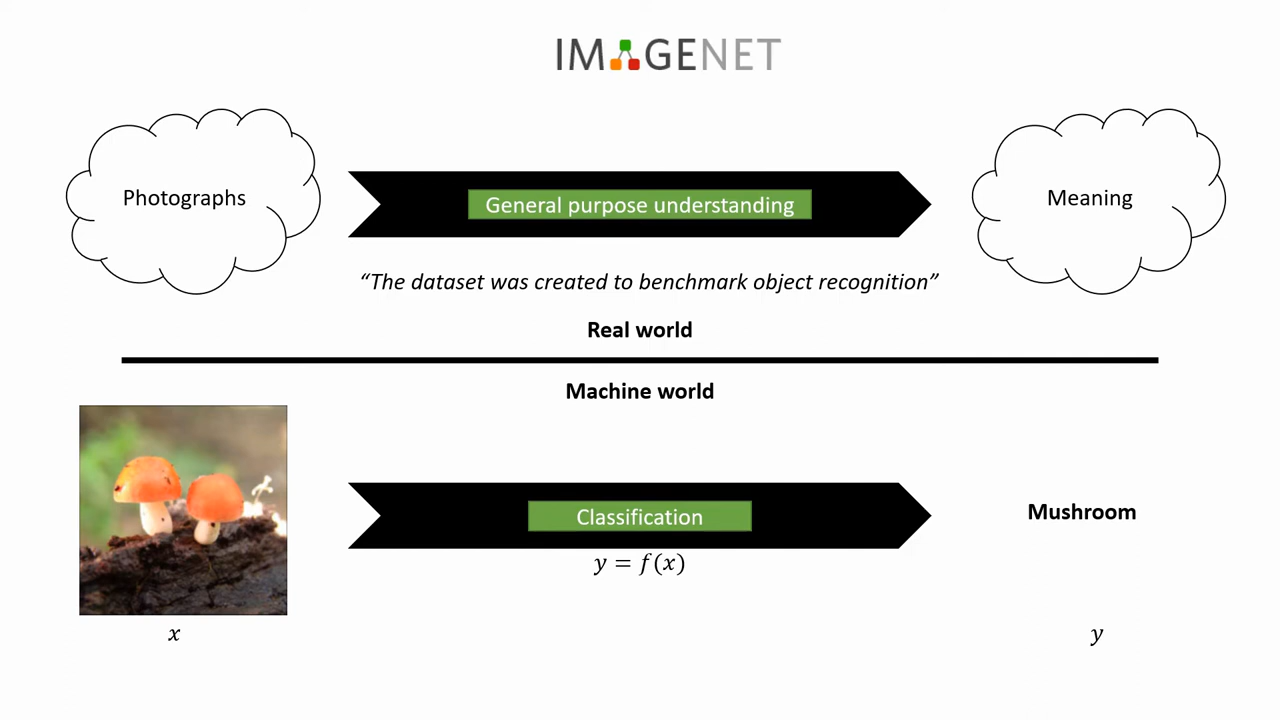 IMAGENET
Photographs
General purpose understanding
Meaning
“The dataset was created to benchmark object recognition”
Real world
Machine world
Classification
Mushroom
y = f(x)
x
y